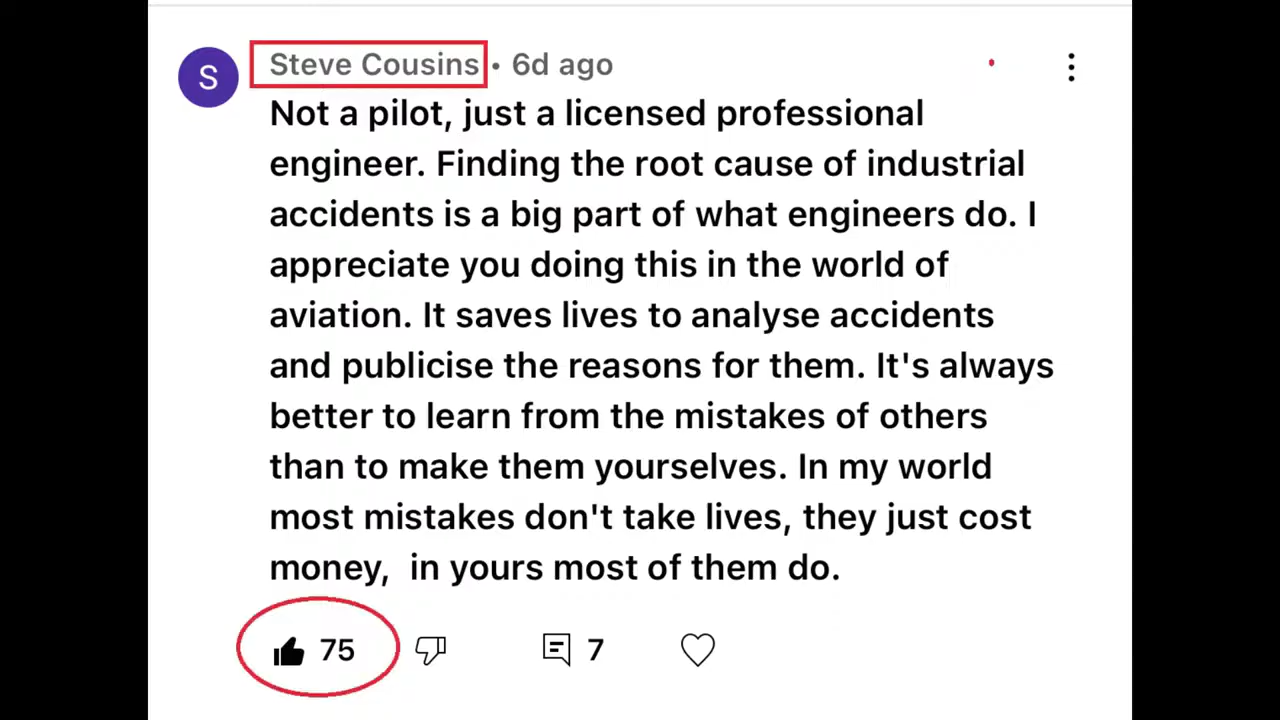 S
Steve Cousins • 6d ago
Not a pilot, just a licensed professional
engineer. Finding the root cause of industrial
accidents is a big part of what engineers do. I
appreciate you doing this in the world of
aviation. It saves lives to analyse accidents
and publicise the reasons for them. It's always
better to learn from the mistakes of others
than to make them yourselves. In my world
most mistakes don't take lives, they just cost
money,  in yours most of them do.
75 7